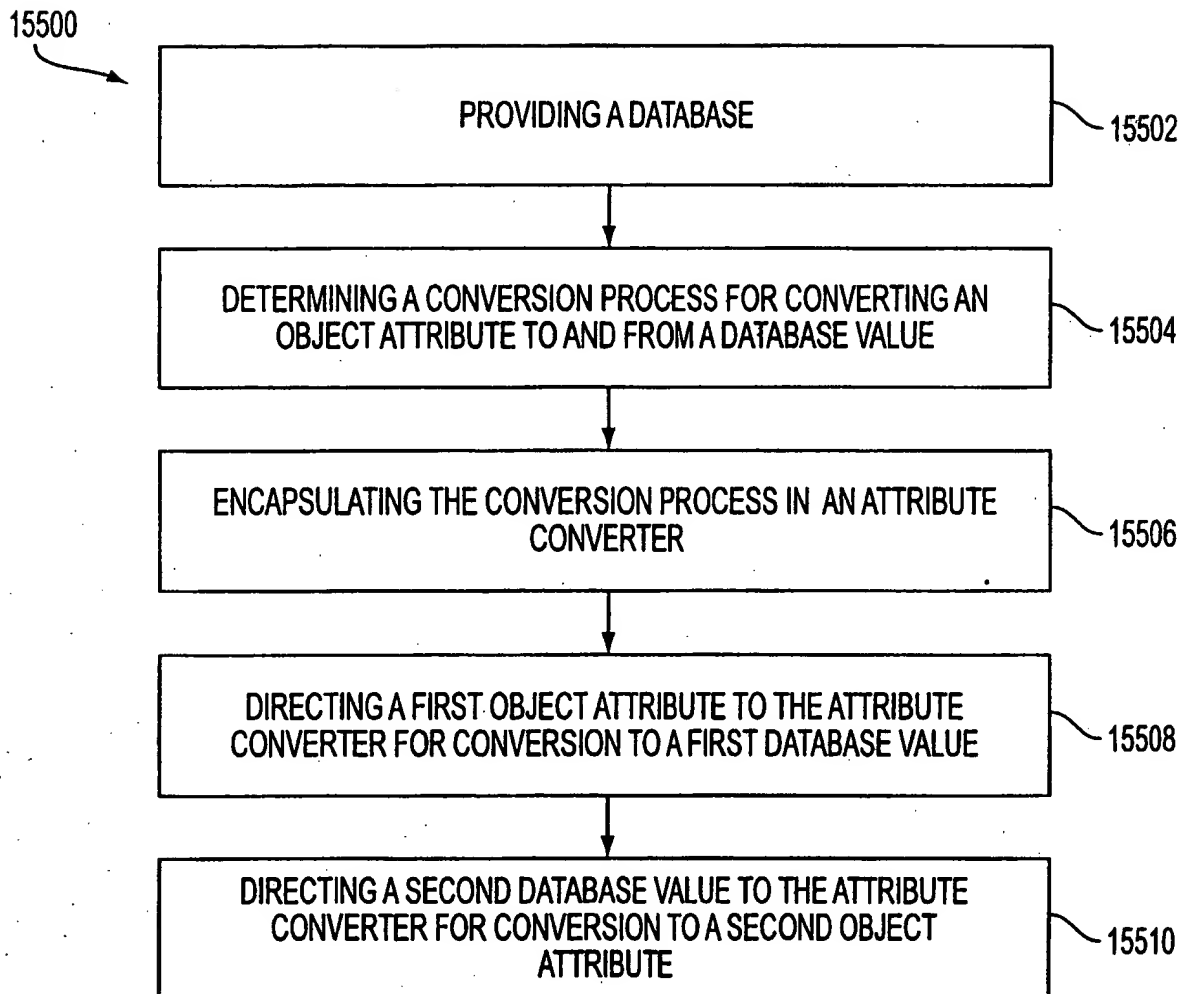 15500
PROVIDING A DATABASE
15502
DETERMINING A CONVERSION PROCESS FOR CONVERTING AN
OBJECT ATTRIBUTE TO AND FROM A DATABASE VALUE
15504
ENCAPSULATING THE CONVERSION PROCESS IN AN ATTRIBUTE
CONVERTER
15506
DIRECTING A FIRST OBJECT ATTRIBUTE TO THE ATTRIBUTE
CONVERTER FOR CONVERSION TO A FIRST DATABASE VALUE
15508
DIRECTING A SECOND DATABASE VALUE TO THE ATTRIBUTE
CONVERTER FOR CONVERSION TO A SECOND OBJECT
ATTRIBUTE
15510